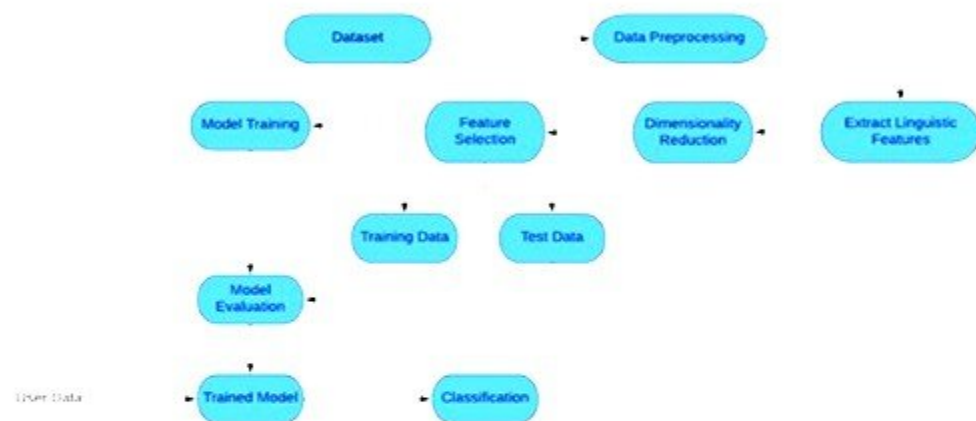 Dataset
Data Preprocessing
Model Training
Feature
Selection
Dimensionality
Reduction
Extract Linguistic
Features
Training Data
Test Data
Model
Evaluation
User Data
Trained Model
Classification